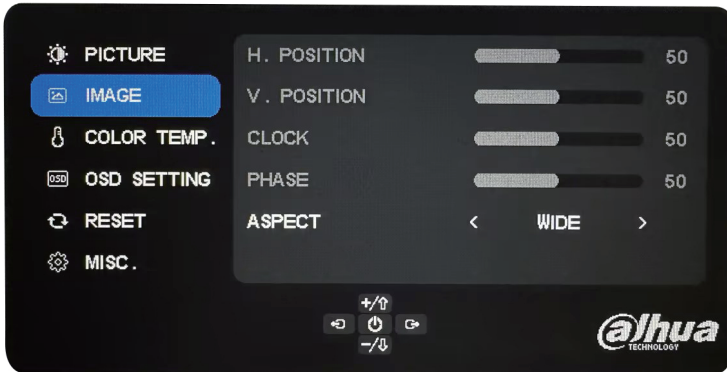 PICTURE
IMAGE
COLOR TEMP.
OSD SETTING
RESET
MISC.
H. POSITION 50
V. POSITION 50
CLOCK 50
PHASE 50
ASPECT < WIDE >
+/⇧
-/⇩
OSD
alhua
TECHNOLOGY